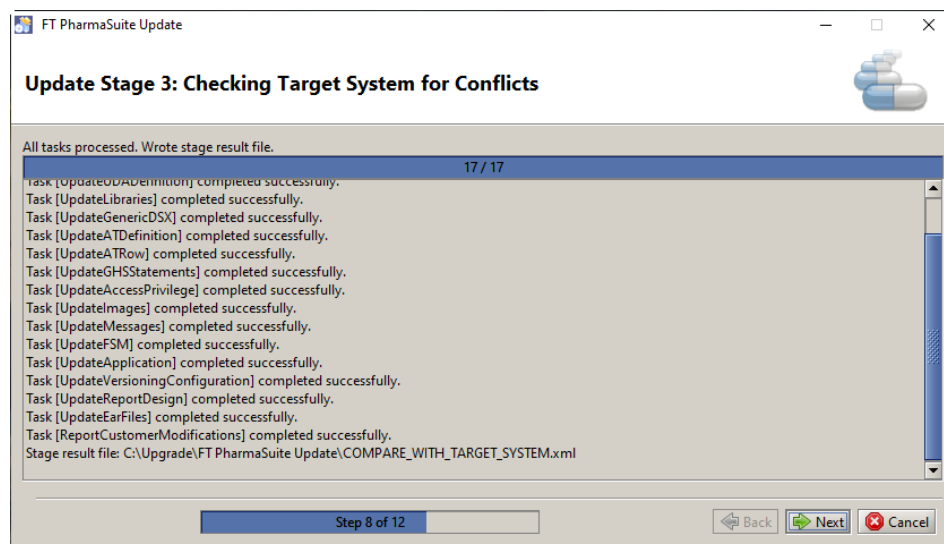 FT PharmaSuite Update
Update Stage 3: Checking Target System for Conflicts
All tasks processed. Wrote stage result file.
17 / 17
Task [UpdateUDADefinition] completed successfully.
Task [UpdateLibraries] completed successfully.
Task [UpdateGenericDSX] completed successfully.
Task [UpdateATDefinition] completed successfully.
Task [UpdateATRow] completed successfully.
Task [UpdateGHSStatements] completed successfully.
Task [UpdateAccessPrivilege] completed successfully.
Task [UpdateImages] completed successfully.
Task [UpdateMessages] completed successfully.
Task [UpdateFSM] completed successfully.
Task [UpdateApplication] completed successfully.
Task [UpdateVersioningConfiguration] completed successfully.
Task [UpdateReportDesign] completed successfully.
Task [UpdateEarFiles] completed successfully.
Task [ReportCustomerModifications] completed successfully.
Stage result file: C:\Upgrade\FT PharmaSuite Update\COMPARE_WITH_TARGET_SYSTEM.xml
Step 8 of 12
Back
Next
Cancel